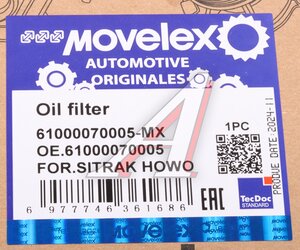 movelex
AUTOMOTIVE
ORIGINALES
Oil filter
61000070005-MX
OE.61000070005
FOR.SITRAK HOWO
1PC
PRODUE DATE:2024-11
EAC
TecDoc
STANDARD
6 977746 361686